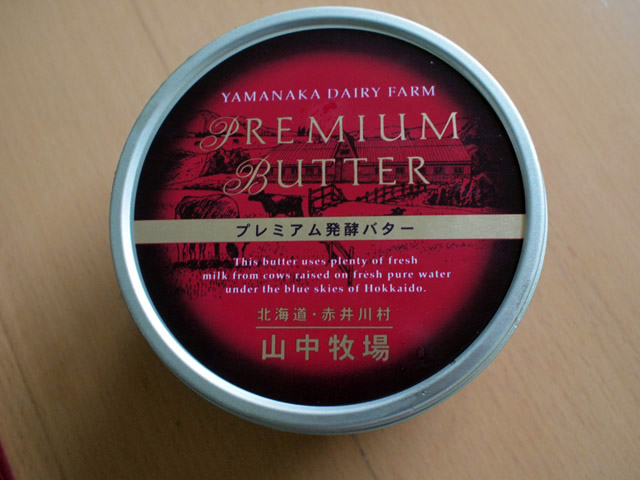 YAMANAKA DAIRY FARM
PREMIUM
BUTTER
プレミアム発酵バター
This butter uses plenty of fresh
milk from cows raised on fresh pure water
under the blue skies of Hokkaido.
北海道・赤井川村
山中牧場